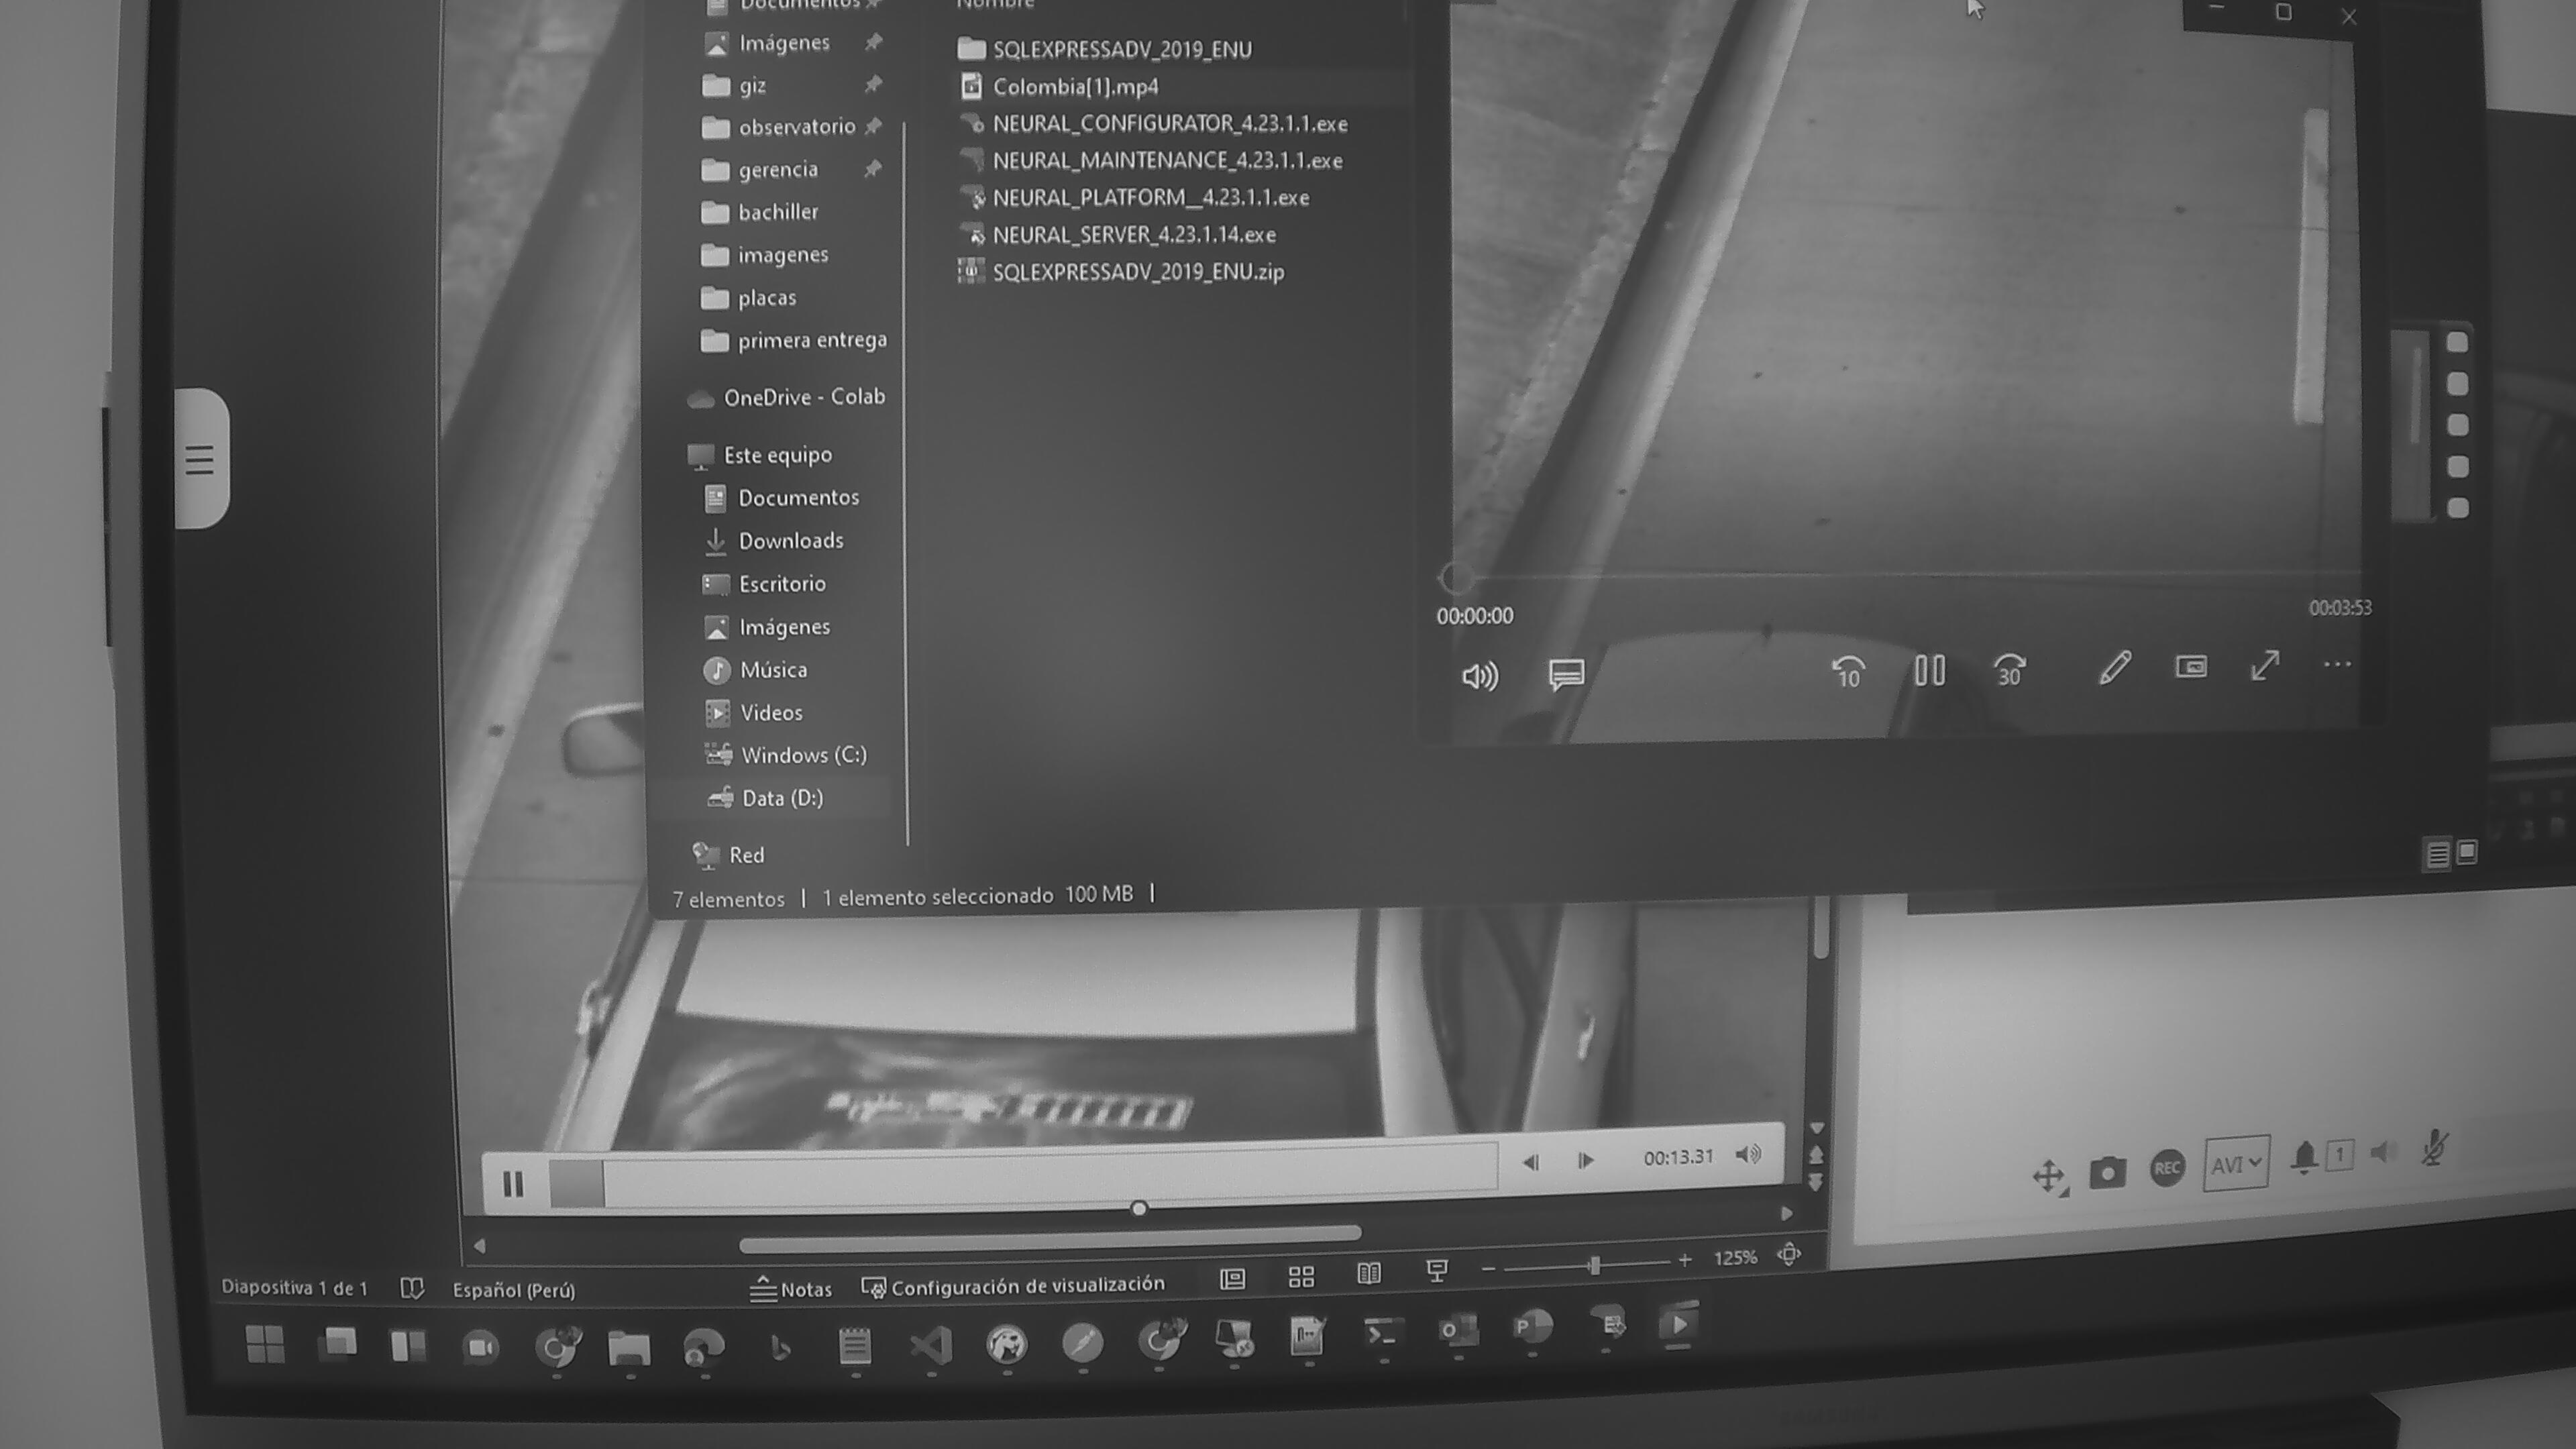 Documentos
Nombre
Imágenes
giz
observatorio
gerencia
bachiller
imagenes
placas
primera entrega
OneDrive - Colab
Este equipo
Documentos
Downloads
Escritorio
Imágenes
Música
Videos
Windows (C:)
Data (D:)
Red
SQLEXPRESSADV_2019_ENU
Colombia[1].mp4
NEURAL_CONFIGURATOR_4.23.1.1.exe
NEURAL_MAINTENANCE_4.23.1.1.exe
NEURAL_PLATFORM__4.23.1.1.exe
NEURAL_SERVER_4.23.1.14.exe
SQLEXPRESSADV_2019_ENU.zip
7 elementos | 1 elemento seleccionado 100 MB |
00:00:00
00:03:53
10
30
00:13.31
REC
AVI
1
Diapositiva 1 de 1
Español (Perú)
Notas
Configuración de visualización
125%